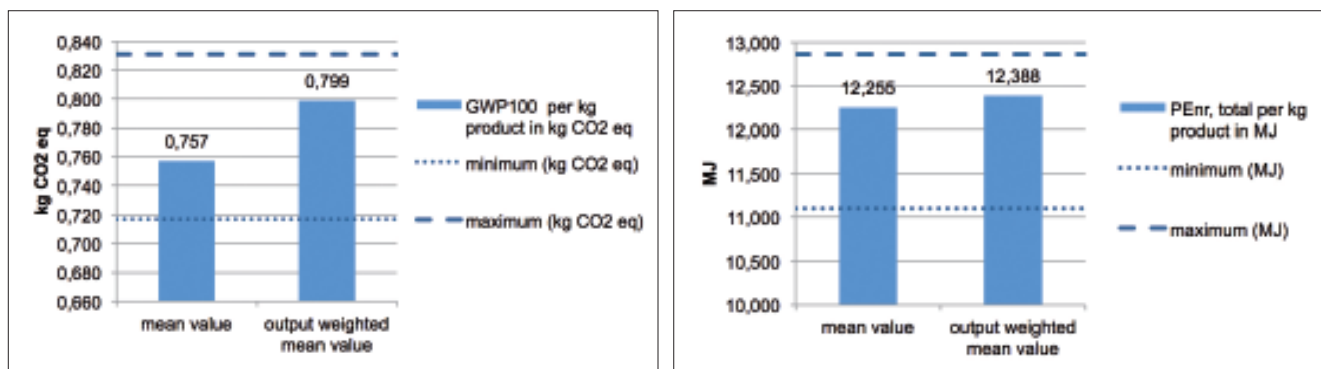 0,840
0,820
0,800
0,780
0,760
0,740
0,720
0,700
0,680
0,660
kg CO2 eq
0,757
0,799
mean value
output weighted
mean value
GWP100 per kg
product in kg CO2 eq
minimum (kg CO2 eq)
maximum (kg CO2 eq)
13,000
12,500
12,000
11,500
11,000
10,500
10,000
MJ
12,255
12,388
mean value
output weighted
mean value
PEnr, total per kg
product in MJ
minimum (MJ)
maximum (MJ)